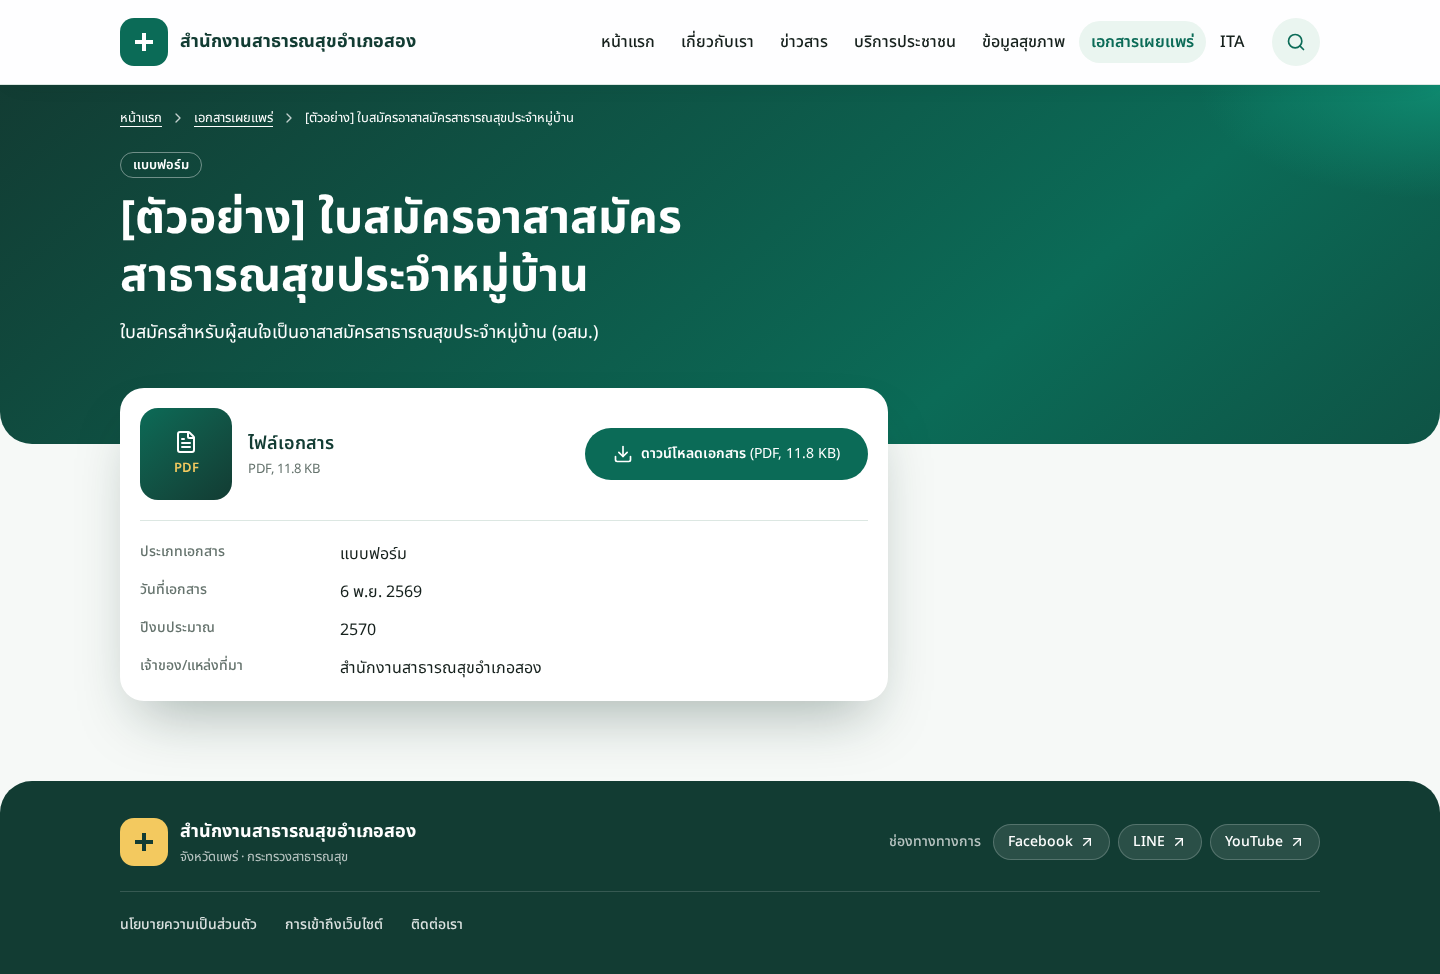 สำนักงานสาธารณสุขอำเภอสอง
หน้าแรก
เกี่ยวกับเรา
ข่าวสาร
บริการประชาชน
ข้อมูลสุขภาพ
เอกสารเผยแพร่
ITA
หน้าแรก > เอกสารเผยแพร่ > [ตัวอย่าง] ใบสมัครอาสาสมัครสาธารณสุขประจำหมู่บ้าน
แบบฟอร์ม
[ตัวอย่าง] ใบสมัครอาสาสมัคร
สาธารณสุขประจำหมู่บ้าน
ใบสมัครสำหรับผู้สนใจเป็นอาสาสมัครสาธารณสุขประจำหมู่บ้าน (อสม.)
PDF
ไฟล์เอกสาร
PDF, 11.8 KB
ดาวน์โหลดเอกสาร (PDF, 11.8 KB)
ประเภทเอกสาร
แบบฟอร์ม
วันที่เอกสาร
6 พ.ย. 2569
ปีงบประมาณ
2570
เจ้าของ/แหล่งที่มา
สำนักงานสาธารณสุขอำเภอสอง
สำนักงานสาธารณสุขอำเภอสอง
จังหวัดแพร่ · กระทรวงสาธารณสุข
ช่องทางทางการ
Facebook
LINE
YouTube
นโยบายความเป็นส่วนตัว
การเข้าถึงเว็บไซต์
ติดต่อเรา